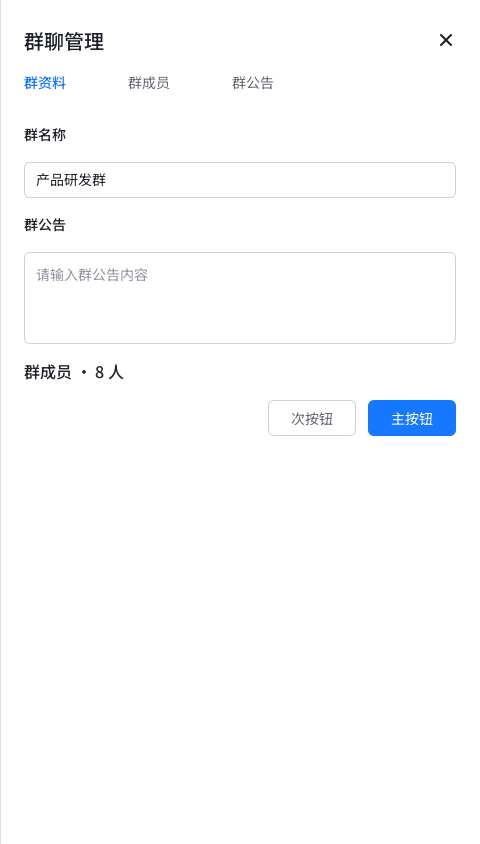 群聊管理
群资料 群成员 群公告
群名称
产品研发群
群公告
请输入群公告内容
群成员 · 8 人
次按钮 主按钮